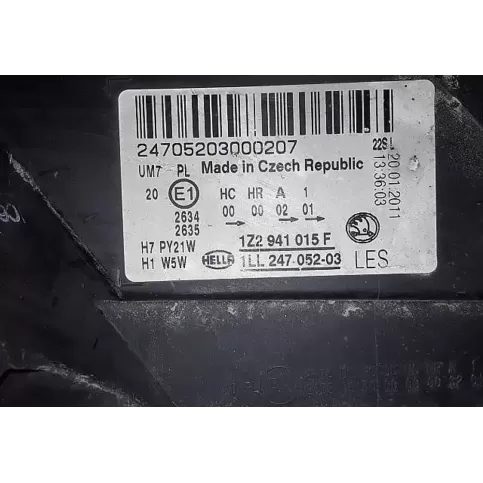 24705203000207
UM7 PL Made in Czech Republic
20 E1 HC HR A 1
00 00 02 01
2634
2635
H7 PY21W
H1 W5W
1Z2 941 015 F
HELLA 1LL 247 052-03 LES
20.01.2011
13:36:03